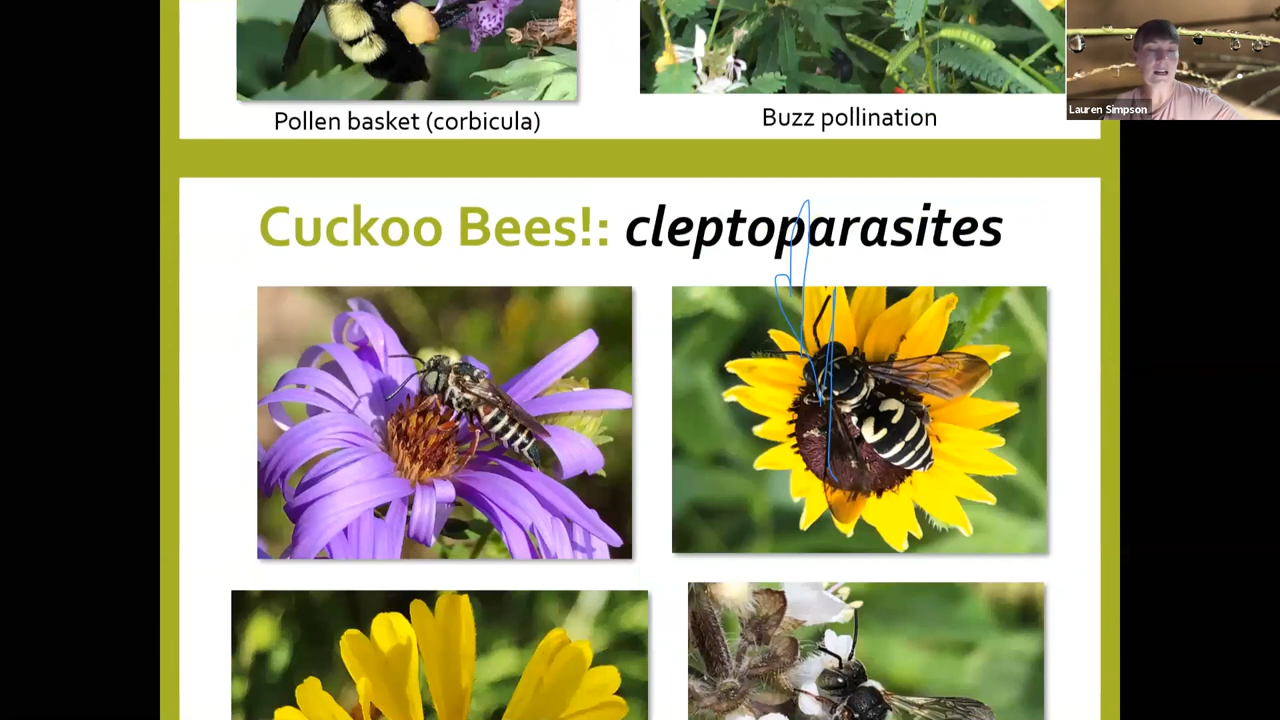 Pollen basket (corbicula)
Buzz pollination
Lauren Simpson
Cuckoo Bees!: cleptoparasites